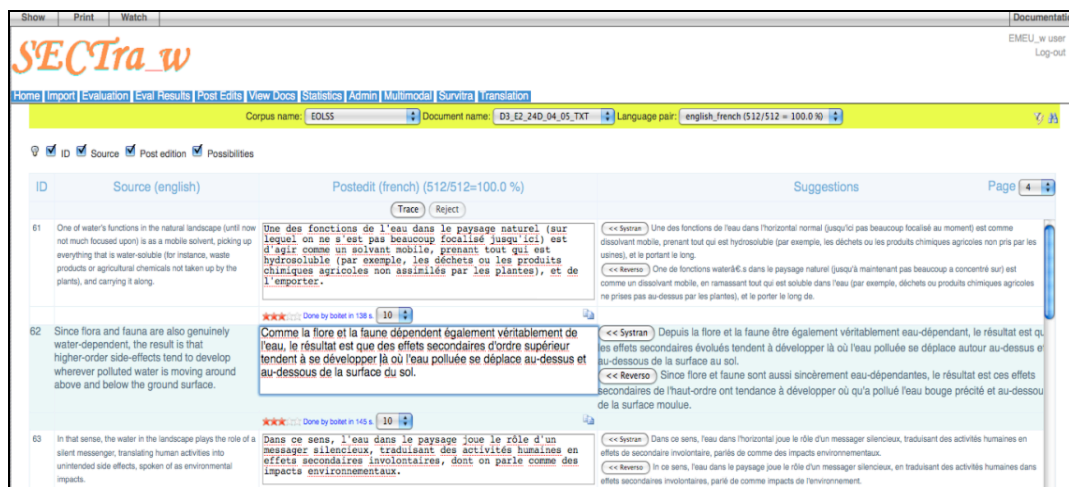 Show Print Watch Documentati
SECTra_w
EMEU_w user
Log-out
Home Import Evaluation Eval Results Post Edits View Docs Statistics Admin Multimodal Survitra Translation
Corpus name: EOLSS Document name: D3_E2_24D_04_05_TXT Language pair: english_french (512/512 = 100.0 %)
ID Source Post edition Possibilities
ID Source (english) Postedit (french) (512/512=100.0 %) Suggestions Page 4
Trace Reject
61
One of water's functions in the natural landscape (until now
not much focused upon) is as a mobile solvent, picking up
everything that is water-soluble (for instance, waste
products or agricultural chemicals not taken up by the
plants), and carrying it along.
Une des fonctions de l'eau dans le paysage naturel (sur
lequel on ne s'est pas beaucoup focalisé jusqu'ici) est
d'agir comme un solvant mobile, prenant tout qui est
hydrosoluble (par exemple, les déchets ou les produits
chimiques agricoles non assimilés par les plantes), et de
l'emporter.
Done by boitet in 138 s. 10
<< Systran Une des fonctions de l'eau dans l'horizontal normal (jusqu'ici pas beaucoup focalisé au moment) est comme
dissolvant mobile, prenant tout qui est hydrosoluble (par exemple, les déchets ou les produits chimiques agricoles non pris par les
usines), et le portant le long.
<< Reverso One de fonctions waterâ€.s dans le paysage naturel (jusqu'à maintenant pas beaucoup a concentré sur) est
comme un dissolvant mobile, en ramassant tout qui est soluble dans l'eau (par exemple, déchets ou produits chimiques agricoles
ne prises pas au-dessus par les plantes), et le porter le long de.
62
Since flora and fauna are also genuinely
water-dependent, the result is that
higher-order side-effects tend to develop
wherever polluted water is moving around
above and below the ground surface.
Comme la flore et la faune dépendent également véritablement de
l'eau, le résultat est que des effets secondaires d'ordre supérieur
tendent à se développer là où l'eau polluée se déplace au-dessus et
au-dessous de la surface du sol.
Done by boitet in 145 s. 10
<< Systran Depuis la flore et la faune être également véritablement eau-dépendant, le résultat est qu
les effets secondaires évolués tendent à développer là où l'eau polluée se déplace autour au-dessus et
au-dessous de la surface au sol.
<< Reverso Since flore et faune sont aussi sincèrement eau-dépendantes, le résultat est ces effets
secondaires de l'haut-ordre ont tendance à développer où qu'a pollué l'eau bouge précité et au-dessou
de la surface moulue.
63
In that sense, the water in the landscape plays the role of a
silent messenger, translating human activities into
unintended side effects, spoken of as environmental
impacts.
Dans ce sens, l'eau dans le paysage joue le rôle d'un
messager silencieux, traduisant des activités humaines en
effets secondaires involontaires, dont on parle comme des
impacts environnementaux.
<< Systran Dans ce sens, l'eau dans l'horizontal joue le rôle d'un messager silencieux, traduisant des activités humaines en
effets de secondaire involontaire, parlés de comme des impacts environnementaux.
<< Reverso In ce sens, l'eau dans le paysage joue le rôle d'un messager silencieux, en traduisant des activités humaines dans
effets secondaires involontaires, parlé de comme impacts de l'environnement.